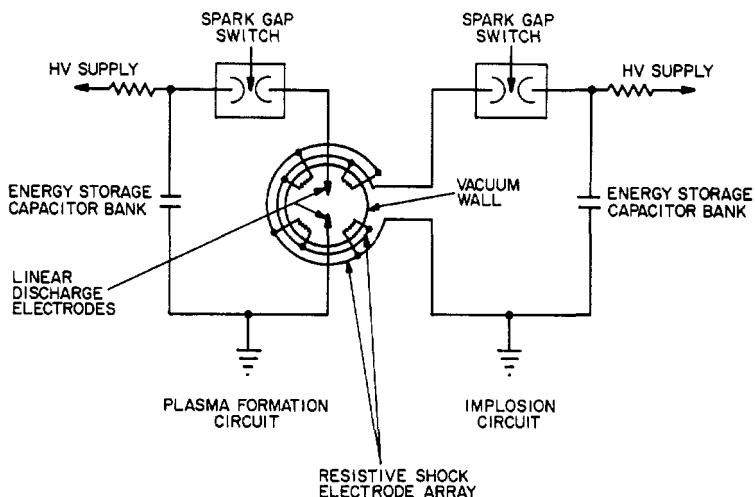 SPARK GAP
SWITCH
SPARK GAP
SWITCH
HV SUPPLY
HV SUPPLY
ENERGY STORAGE
CAPACITOR BANK
VACUUM
WALL
ENERGY STORAGE
CAPACITOR BANK
LINEAR
DISCHARGE
ELECTRODES
PLASMA FORMATION
CIRCUIT
IMPLOSION
CIRCUIT
RESISTIVE SHOCK
ELECTRODE ARRAY